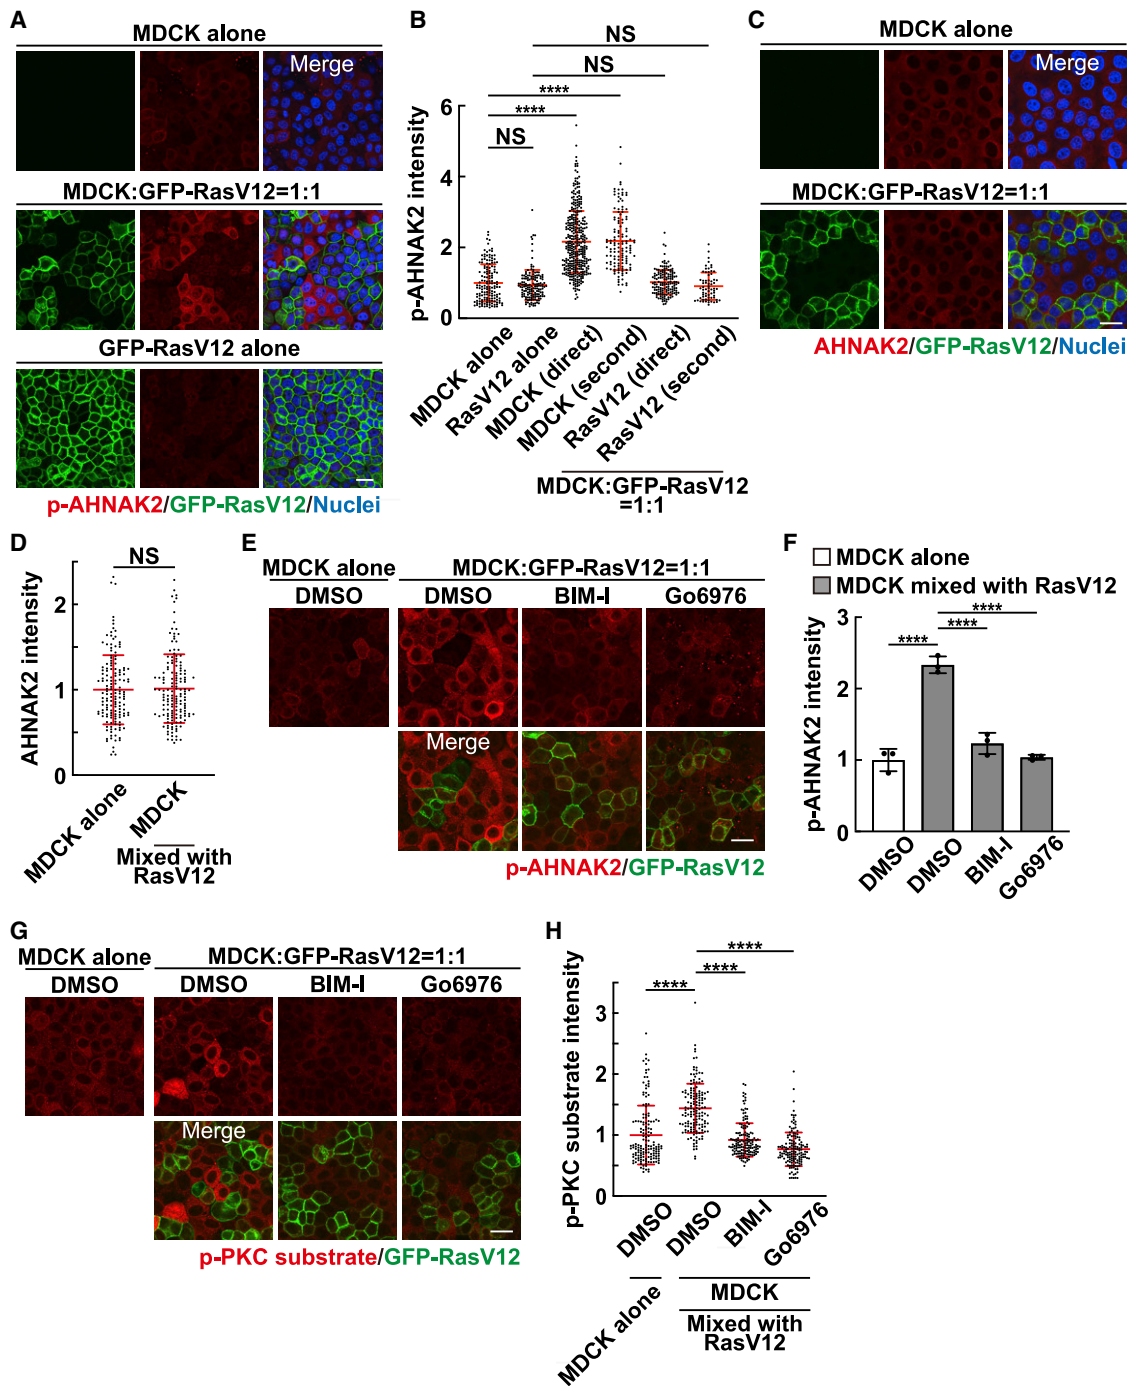 A
MDCK alone
Merge
MDCK:GFP-RasV12=1:1
GFP-RasV12 alone
p-AHNAK2/GFP-RasV12/Nuclei
B
NS
NS
****
****
NS
p-AHNAK2 intensity
6
4
2
0
MDCK alone
RasV12 alone
MDCK (direct)
MDCK (second)
RasV12 (direct)
RasV12 (second)
MDCK:GFP-RasV12
=1:1
C
MDCK alone
Merge
MDCK:GFP-RasV12=1:1
AHNAK2/GFP-RasV12/Nuclei
D
NS
AHNAK2 intensity
2
1
0
MDCK alone
MDCK
Mixed with
RasV12
E
MDCK alone
MDCK:GFP-RasV12=1:1
DMSO
DMSO
BIM-I
Go6976
Merge
p-AHNAK2/GFP-RasV12
F
MDCK alone
MDCK mixed with RasV12
****
****
****
p-AHNAK2 intensity
3
2
1
0
DMSO
DMSO
BIM-I
Go6976
G
MDCK alone
MDCK:GFP-RasV12=1:1
DMSO
DMSO
BIM-I
Go6976
Merge
p-PKC substrate/GFP-RasV12
H
****
****
****
p-PKC substrate intensity
3
2
1
0
DMSO
DMSO
BIM-I
Go6976
MDCK alone
MDCK
Mixed with
RasV12